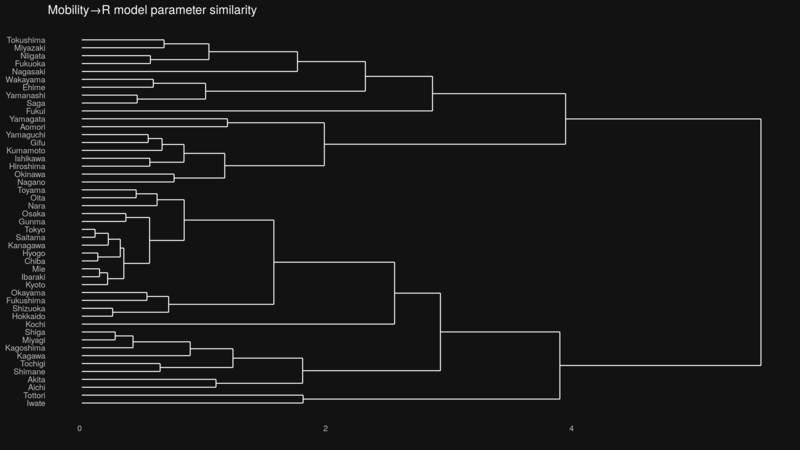 Mobility→R model parameter similarity
Tokushima
Miyazaki
Niigata
Fukuoka
Nagasaki
Wakayama
Ehime
Yamanashi
Saga
Fukui
Yamagata
Aomori
Yamaguchi
Gifu
Kumamoto
Ishikawa
Hiroshima
Okinawa
Nagano
Toyama
Oita
Nara
Osaka
Gunma
Tokyo
Saitama
Kanagawa
Hyogo
Chiba
Mie
Ibaraki
Kyoto
Okayama
Fukushima
Shizuoka
Hokkaido
Kochi
Shiga
Miyagi
Kagoshima
Kagawa
Tochigi
Shimane
Akita
Aichi
Tottori
Iwate
0 2 4